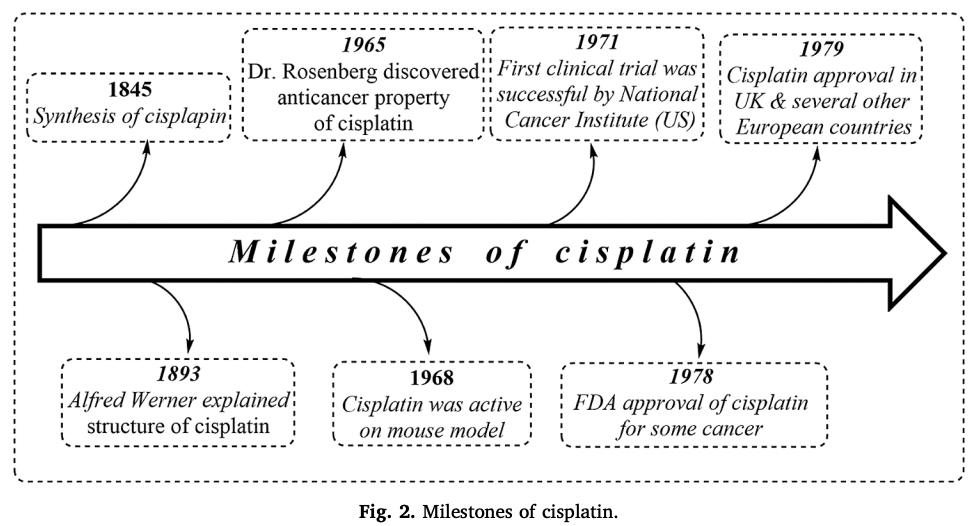 1845
Synthesis of cisplapin
1965
Dr. Rosenberg discovered
anticancer property
of cisplatin
1971
First clinical trial was
successful by National
Cancer Institute (US)
1979
Cisplatin approval in
UK & several other
European countries
Milestones of cisplatin
1893
Alfred Werner explained
structure of cisplatin
1968
Cisplatin was active
on mouse model
1978
FDA approval of cisplatin
for some cancer
Fig. 2. Milestones of cisplatin.